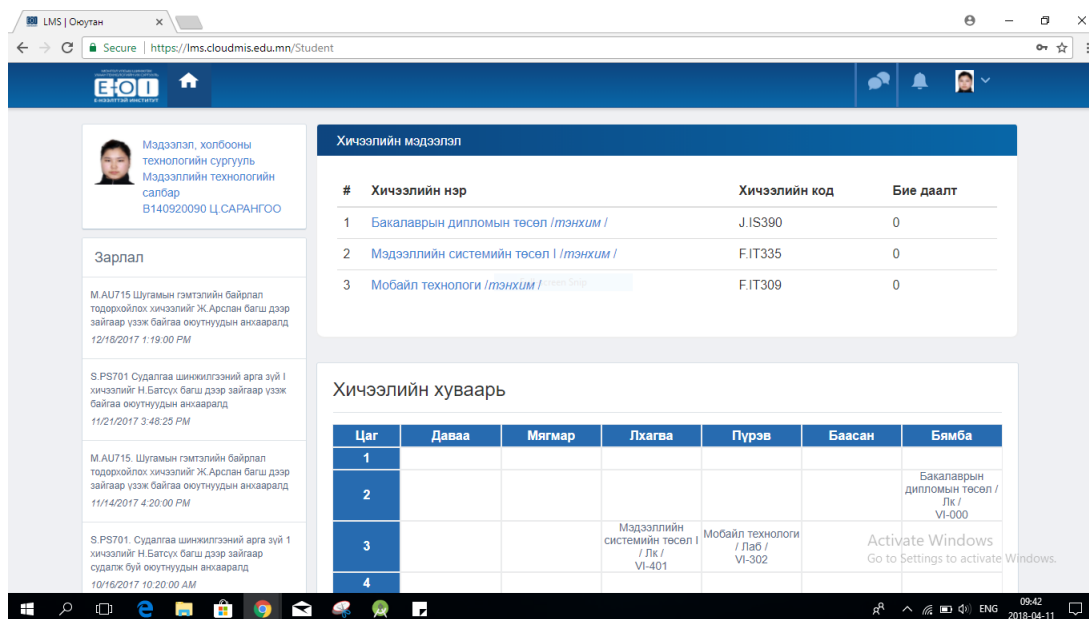 LMS | Оюутан
Secure | https://lms.cloudmis.edu.mn/Student
E-OI
Мэдээлэл, холбооны
технологийн сургууль
Мэдээллийн технологийн
салбар
B140920090 Ц.САРАНГОО
Зарлал
M.AU715 Шугамын гэмтэлийн байрлал
тодорхойлох хичээлийг Ж.Арслан багш дээр
зайгаар үзэж байгаа оюутнуудын анхааралд
12/18/2017 1:19:00 PM
S.PS701 Судалгаа шинжилгээний арга зүй I
хичээлийг Н.Батсүх багш дээр зайгаар үзэж
байгаа оюутнуудын анхааралд
11/21/2017 3:48:25 PM
M.AU715. Шугамын гэмтэлийн байрлал
тодорхойлох хичээлийг Ж.Арслан багш дээр
зайгаар үзэж байгаа оюутнуудын анхааралд
11/14/2017 4:20:00 PM
S.PS701. Судалгаа шинжилгээний арга зүй 1
хичээлийг Н.Батсүх багш дээр зайгаар
судалж буй оюутнуудын анхааралд
10/16/2017 10:20:00 AM
Хичээлийн мэдээлэл
# Хичээлийн нэр Хичээлийн код Бие даалт
1 Бакалаврын дипломын төсөл /тэнхим / J.IS390 0
2 Мэдээллийн системийн төсөл I /тэнхим / F.IT335 0
3 Мобайл технологи /тэнхим / F.IT309 0
Хичээлийн хуваарь
Цаг Даваа Мягмар Лхагва Пүрэв Баасан Бямба
1
2
Бакалаврын
дипломын төсөл /
Лк /
VI-000
3
Мэдээллийн
системийн төсөл I
/ Лк /
VI-401
Мобайл технологи
/ Лаб /
VI-302
4
Activate Windows
Go to Settings to activate Windows.
ENG
09:42
2018-04-11